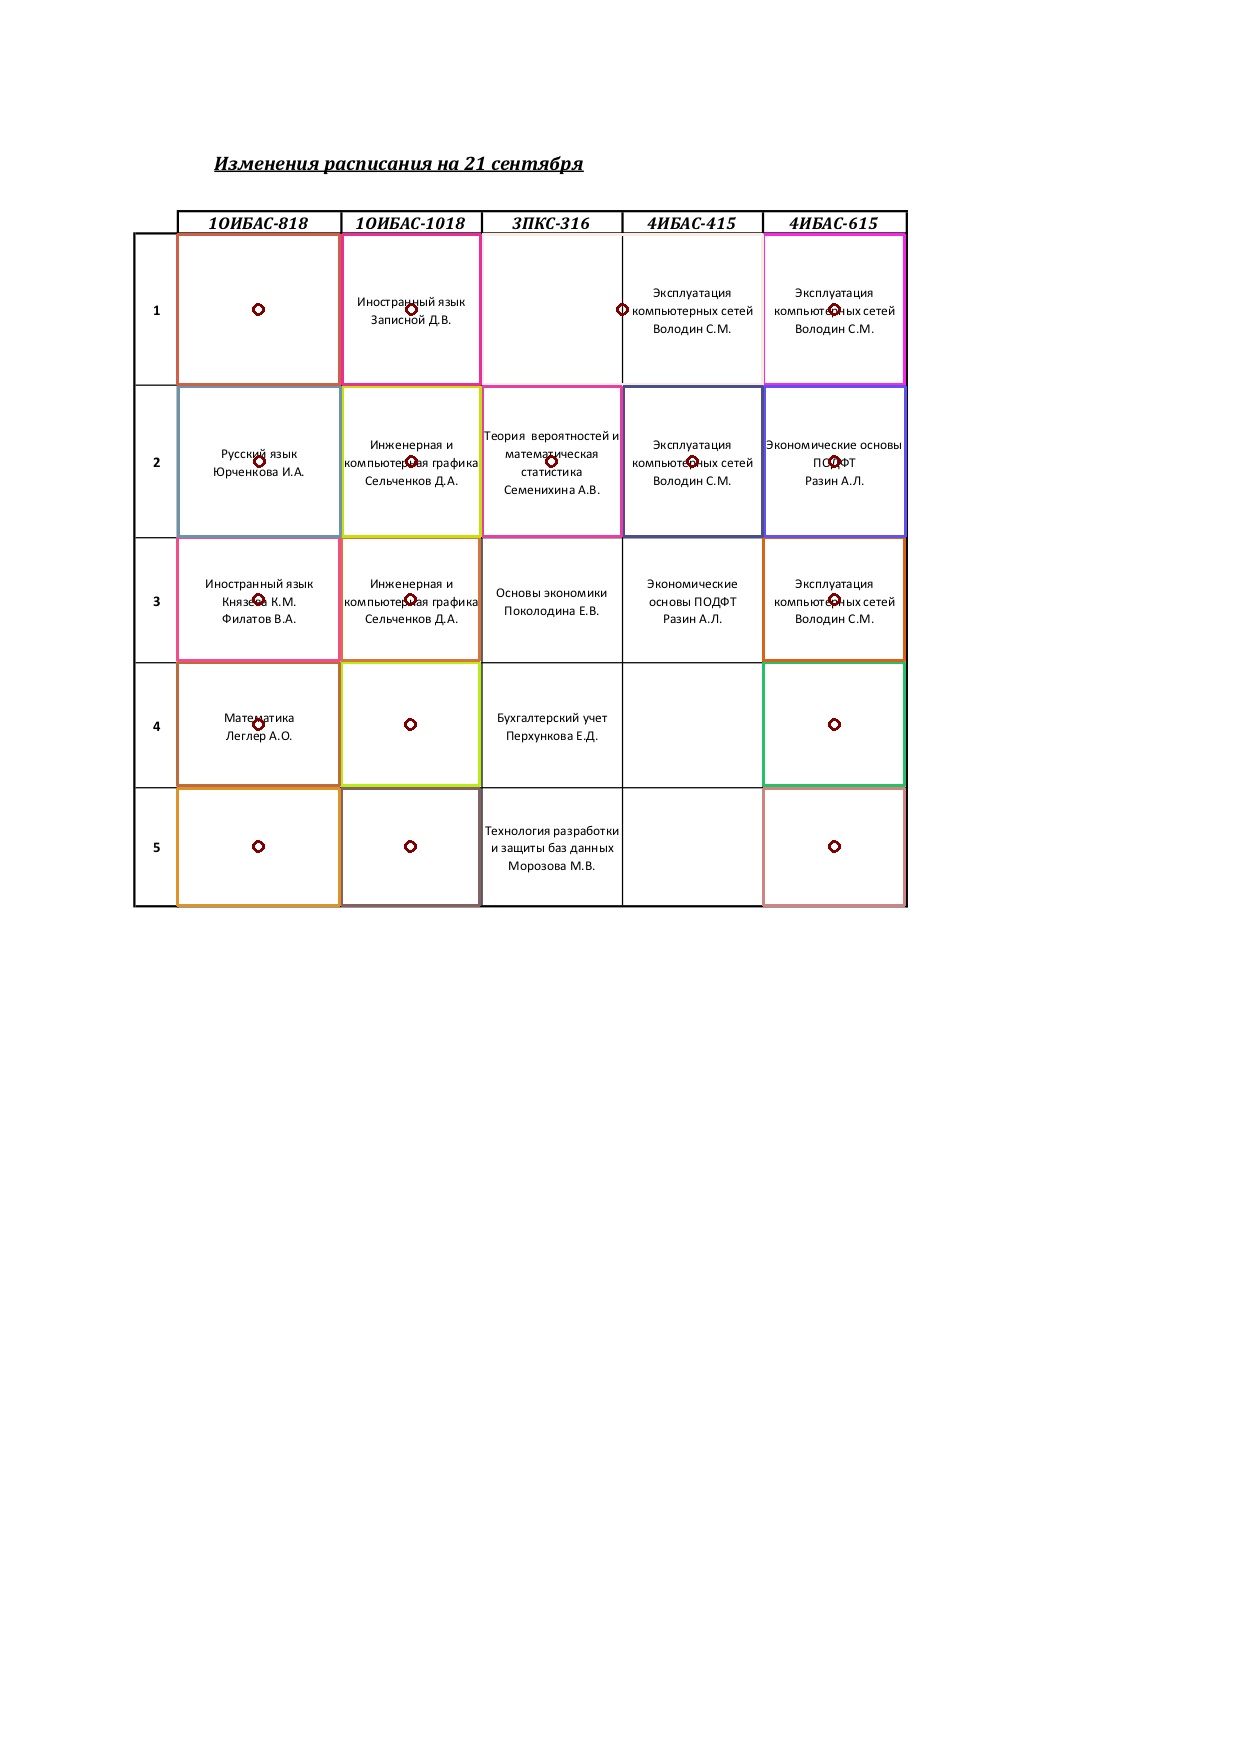 Изменения расписания на 21 сентября
1ОИБАС-818 1ОИБАС-1018 3ПКС-316 4ИБАС-415 4ИБАС-615
1
Иностранный язык
Записной Д.В.
Эксплуатация
компьютерных сетей
Володин С.М.
Эксплуатация
компьютерных сетей
Володин С.М.
2
Русский язык
Юрченкова И.А.
Инженерная и
компьютерная графика
Сельченков Д.А.
Теория вероятностей и
математическая
статистика
Семенихина А.В.
Эксплуатация
компьютерных сетей
Володин С.М.
Экономические основы
ПОДФТ
Разин А.Л.
3
Иностранный язык
Князева К.М.
Филатов В.А.
Инженерная и
компьютерная графика
Сельченков Д.А.
Основы экономики
Поколодина Е.В.
Экономические
основы ПОДФТ
Разин А.Л.
Эксплуатация
компьютерных сетей
Володин С.М.
4
Математика
Леглер А.О.
Бухгалтерский учет
Перхункова Е.Д.
5
Технология разработки
и защиты баз данных
Морозова М.В.